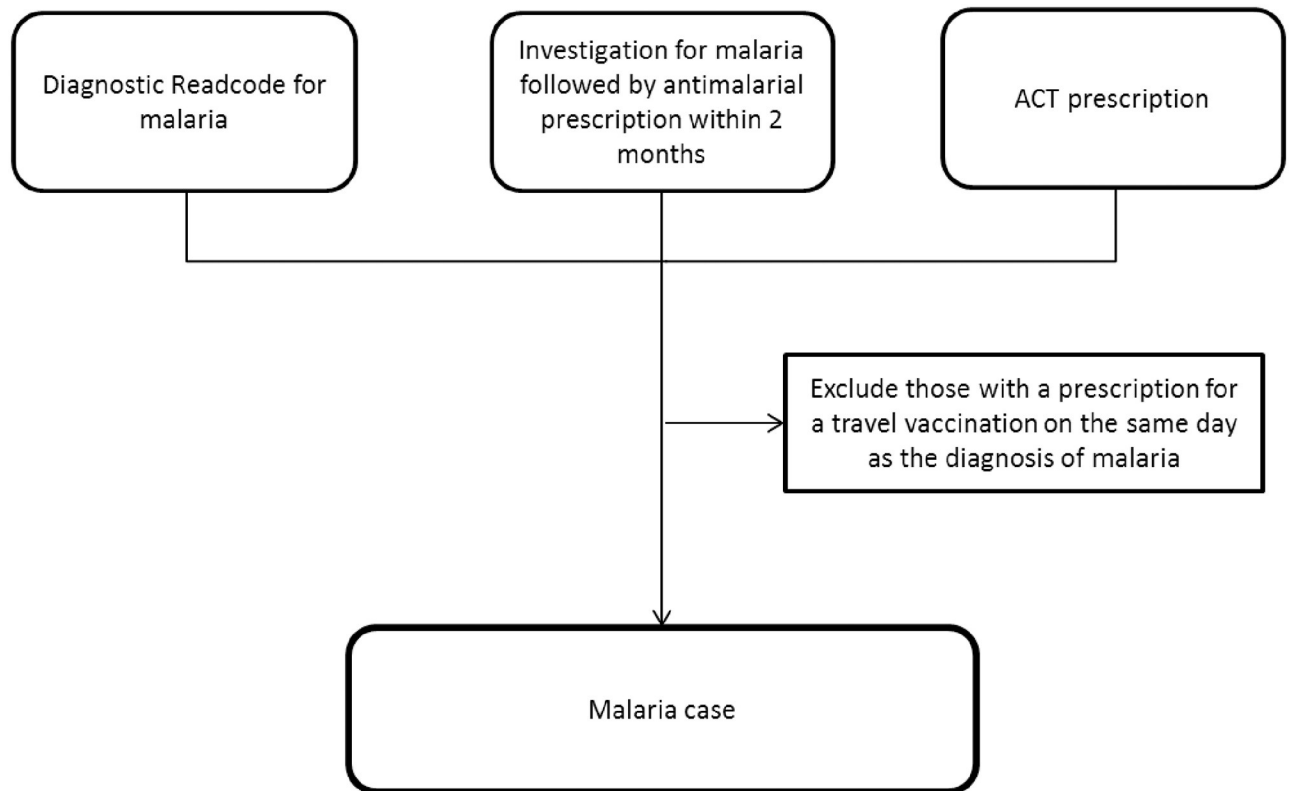 Diagnostic Readcode for
malaria
Investigation for malaria
followed by antimalarial
prescription within 2
months
ACT prescription
Exclude those with a prescription for
a travel vaccination on the same day
as the diagnosis of malaria
Malaria case